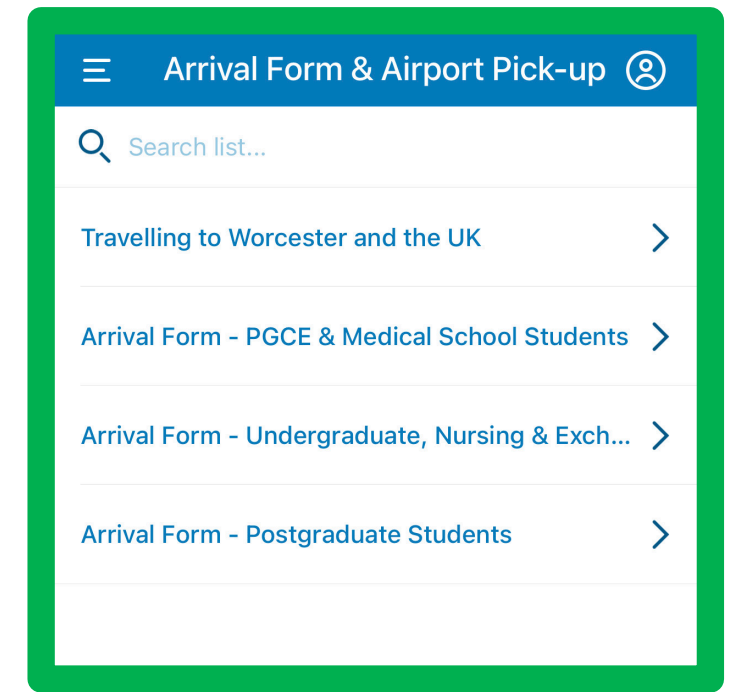 Arrival Form & Airport Pick-up
Search list...
Travelling to Worcester and the UK
Arrival Form - PGCE & Medical School Students
Arrival Form - Undergraduate, Nursing & Exch...
Arrival Form - Postgraduate Students